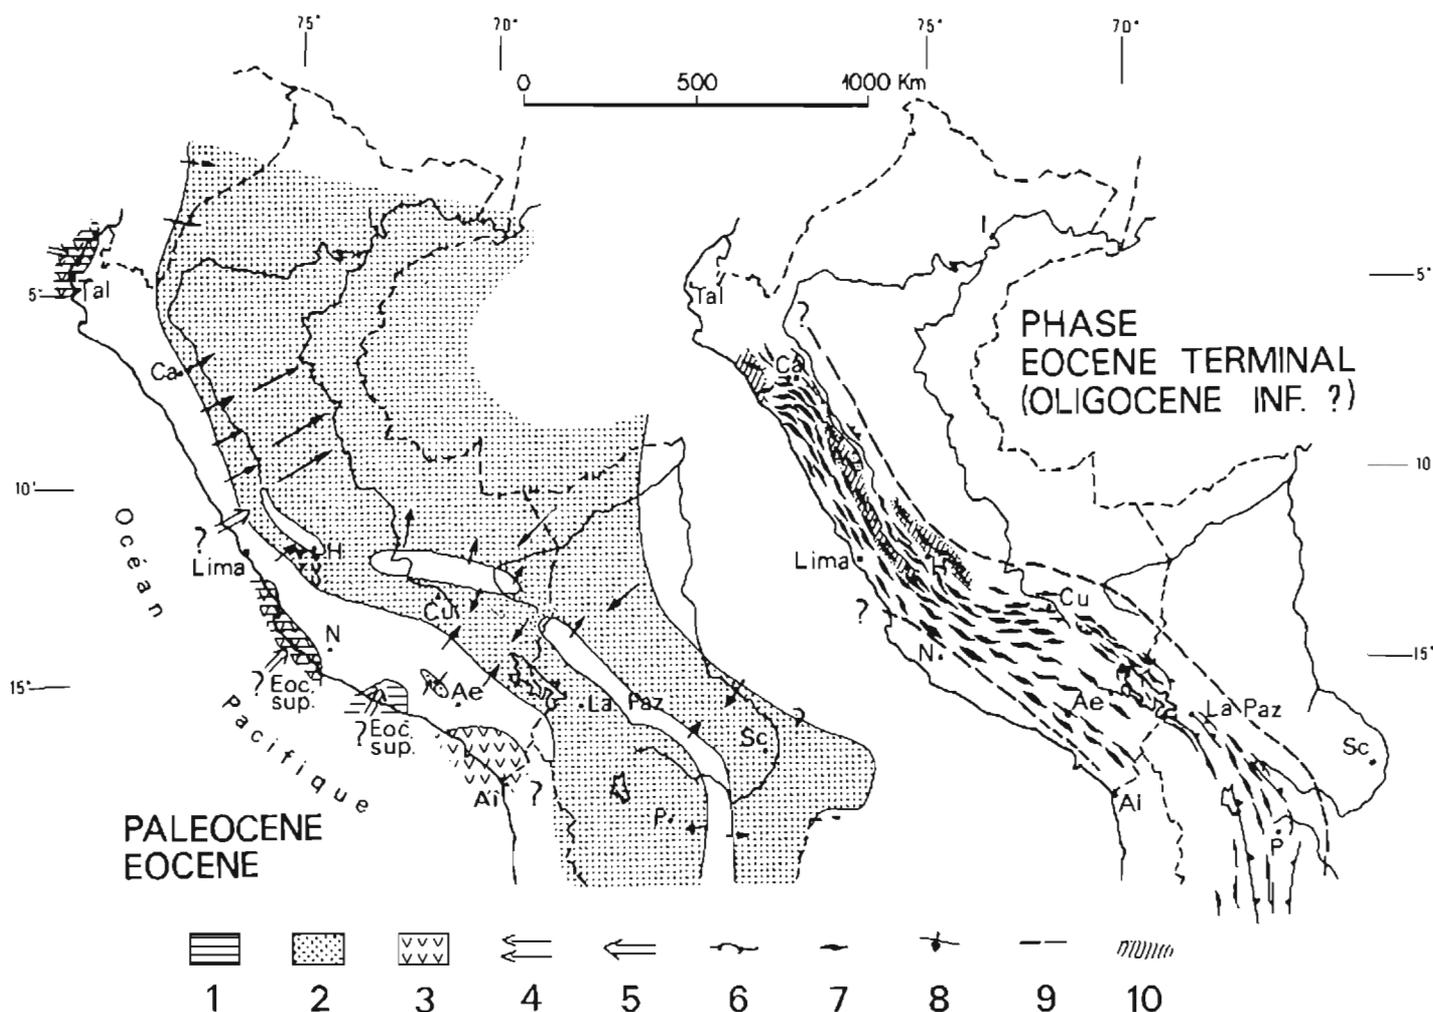 75°
70°
75°
70°
0 500 1000 Km
Tal
5°
Ca
10°
Océan
Pacifique
?
Lima
H
Cu
N
?
Eoc.
sup.
?
Eoc.
sup.
Ae
La Paz
Sc
?
Ai
?
P
PALEOCENE
EOCENE
I
Tal
5°
?
PHASE
EOCENE TERMINAL
(OLIGOCENE INF. ?)
Ca
10
Lima
H
?
Cu
N
15°
15°
Ae
La Paz
Sc
Ai
P
1 2 3 4 5 6 7 8 9 10